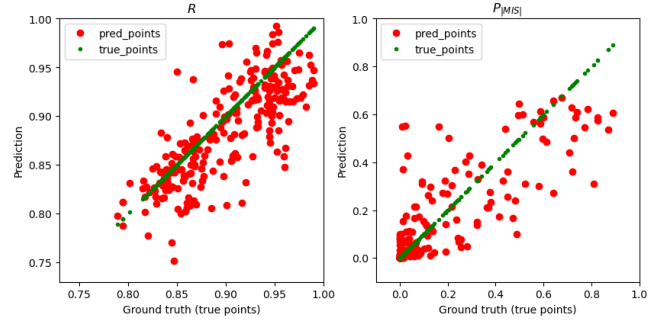 R
pred_points
true_points
1.00
0.95
0.90
0.85
0.80
0.75
Prediction
0.75 0.80 0.85 0.90 0.95 1.00
Ground truth (true points)
P|MIS|
pred_points
true_points
1.0
0.8
0.6
0.4
0.2
0.0
Prediction
0.0 0.2 0.4 0.6 0.8 1.0
Ground truth (true points)